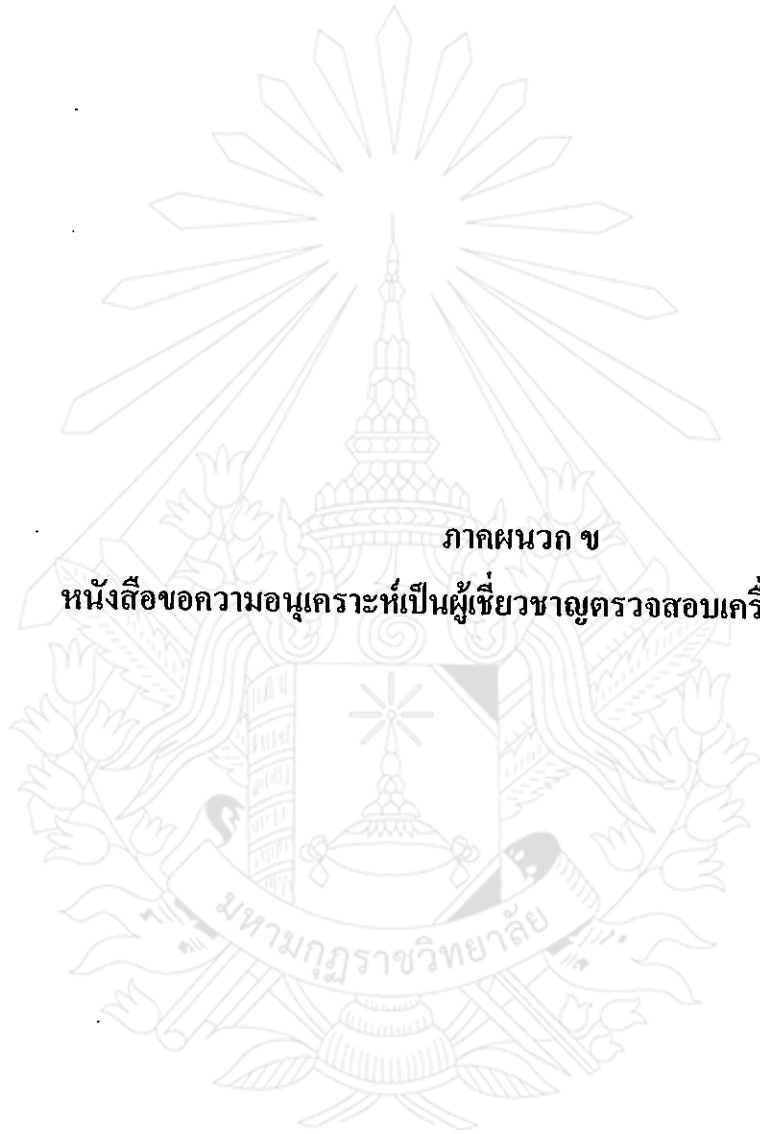 ภาคผนวก ข
หนังสือขอความอนุเคราะห์เป็นผู้เชี่ยวชาญตรวจสอบ
มหามกุฏราชวิทยาลัย